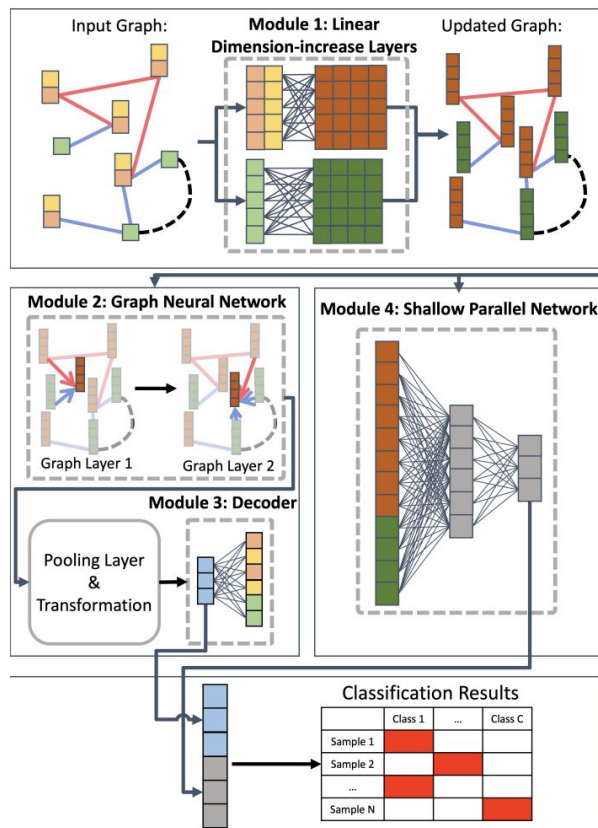 Input Graph:
Module 1: Linear
Dimension-increase Layers
Updated Graph:
Module 2: Graph Neural Network
Graph Layer 1
Graph Layer 2
Module 3: Decoder
Pooling Layer
&
Transformation
Module 4: Shallow Parallel Network
Classification Results
Class 1
...
Class C
Sample 1
Sample 2
...
Sample N